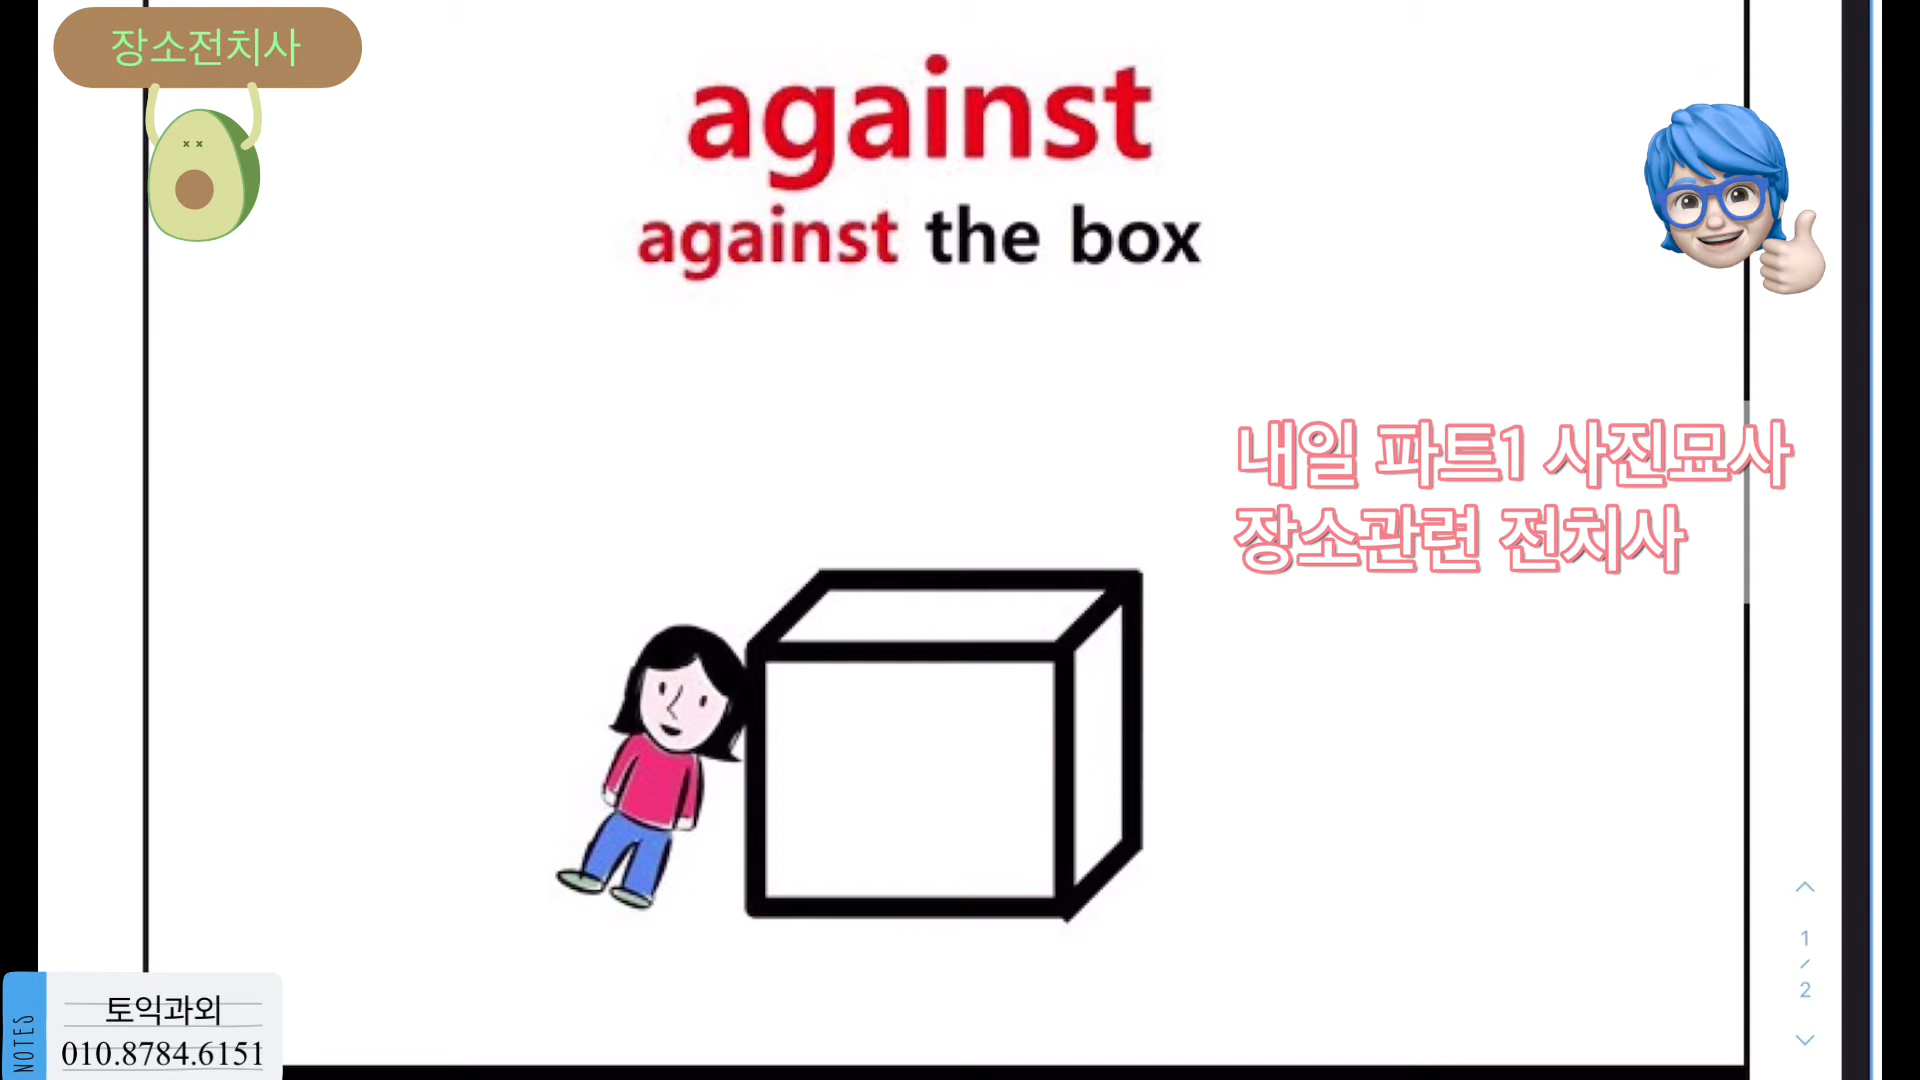 장소전치사
against
against the box
내일 파트1 사진묘사
장소관련 전치사
1
/
2
NOTES
토익과외
010.8784.6151